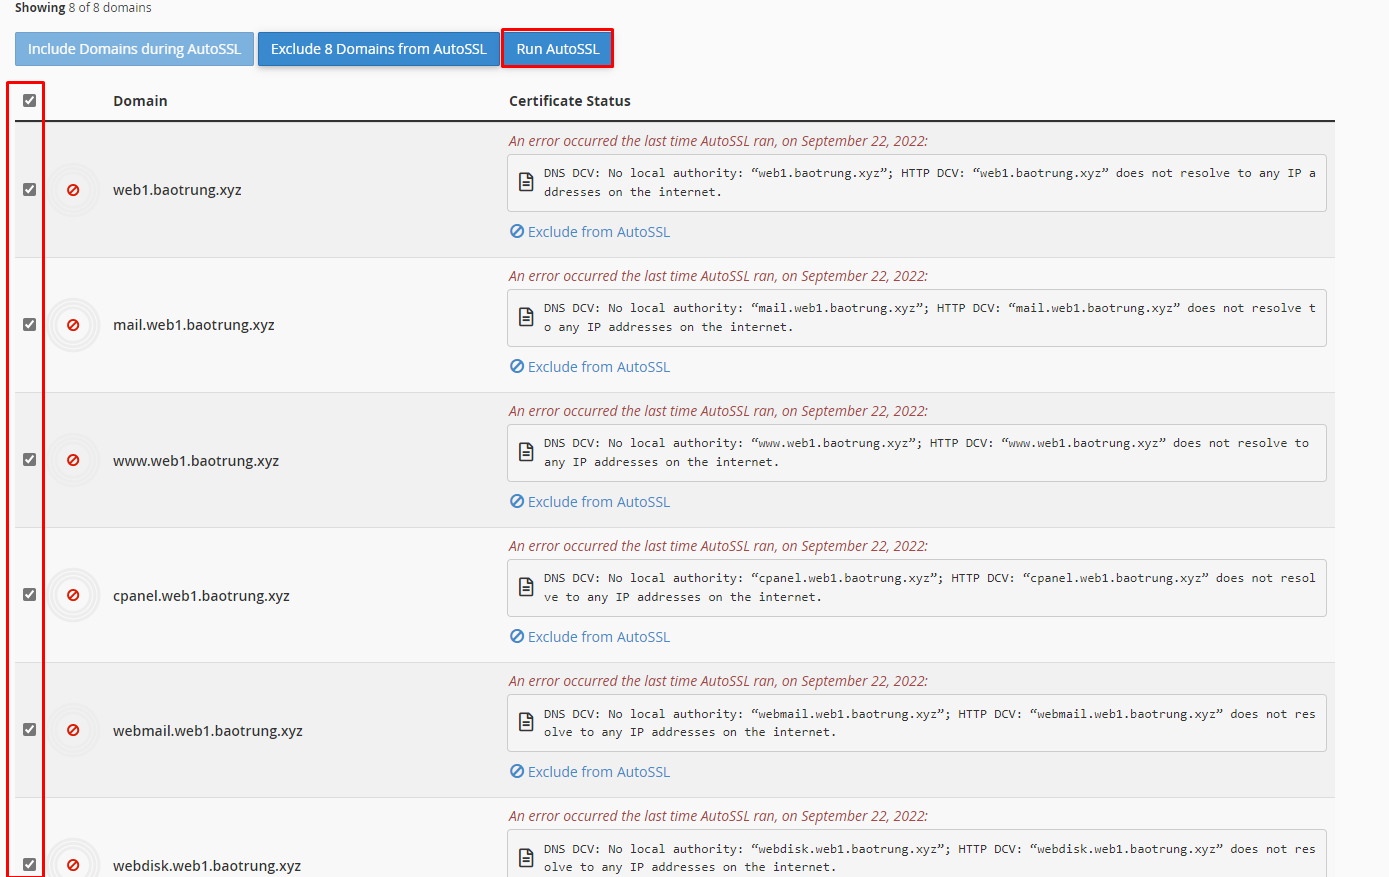 Showing 8 of 8 domains
Include Domains during AutoSSL Exclude 8 Domains from AutoSSL Run AutoSSL
Domain Certificate Status
An error occurred the last time AutoSSL ran, on September 22, 2022:
web1.baotrung.xyz
DNS DCV: No local authority: “web1.baotrung.xyz”; HTTP DCV: “web1.baotrung.xyz” does not resolve to any IP a
ddresses on the internet.
Exclude from AutoSSL
An error occurred the last time AutoSSL ran, on September 22, 2022:
mail.web1.baotrung.xyz
DNS DCV: No local authority: “mail.web1.baotrung.xyz”; HTTP DCV: “mail.web1.baotrung.xyz” does not resolve t
o any IP addresses on the internet.
Exclude from AutoSSL
An error occurred the last time AutoSSL ran, on September 22, 2022:
www.web1.baotrung.xyz
DNS DCV: No local authority: “www.web1.baotrung.xyz”; HTTP DCV: “www.web1.baotrung.xyz” does not resolve to
any IP addresses on the internet.
Exclude from AutoSSL
An error occurred the last time AutoSSL ran, on September 22, 2022:
cpanel.web1.baotrung.xyz
DNS DCV: No local authority: “cpanel.web1.baotrung.xyz”; HTTP DCV: “cpanel.web1.baotrung.xyz” does not resol
ve to any IP addresses on the internet.
Exclude from AutoSSL
An error occurred the last time AutoSSL ran, on September 22, 2022:
webmail.web1.baotrung.xyz
DNS DCV: No local authority: “webmail.web1.baotrung.xyz”; HTTP DCV: “webmail.web1.baotrung.xyz” does not res
olve to any IP addresses on the internet.
Exclude from AutoSSL
An error occurred the last time AutoSSL ran, on September 22, 2022:
webdisk.web1.baotrung.xyz
DNS DCV: No local authority: “webdisk.web1.baotrung.xyz”; HTTP DCV: “webdisk.web1.baotrung.xyz” does not res
olve to any IP addresses on the internet.